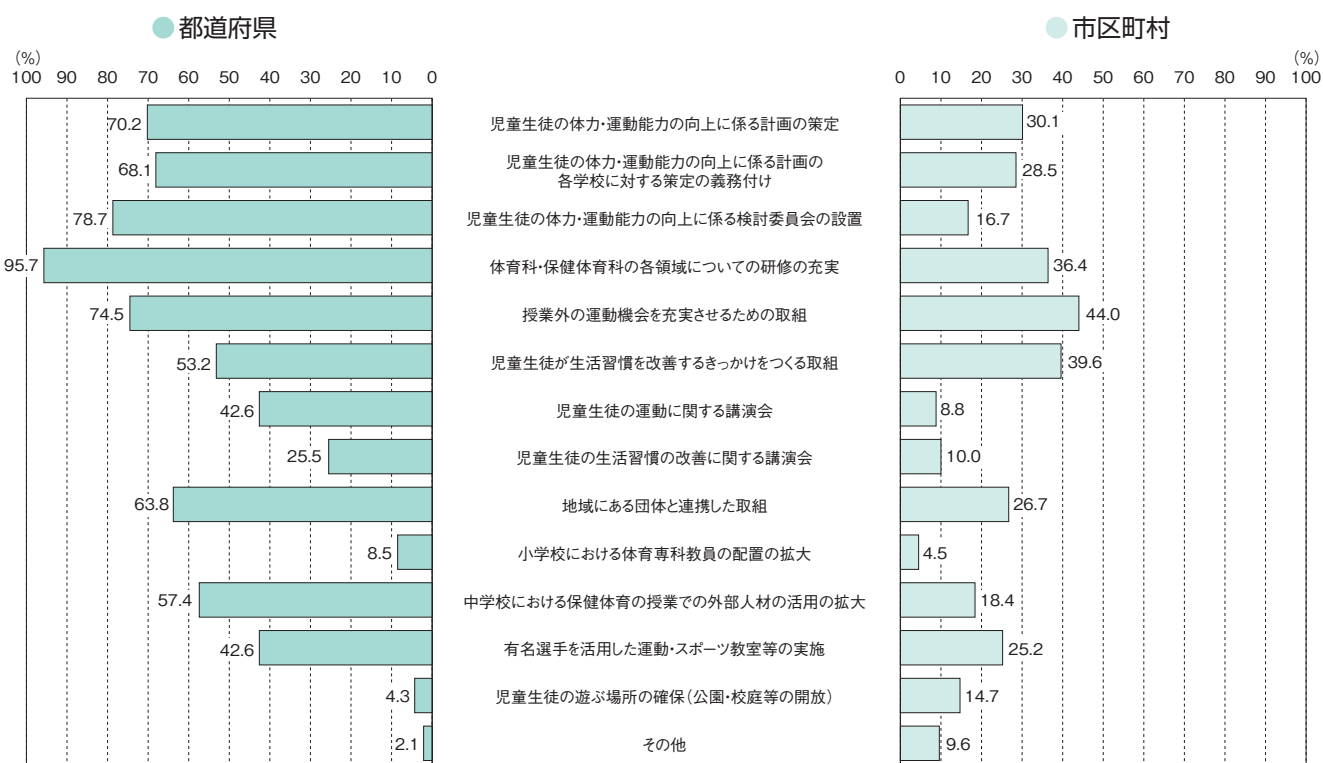 ●都道府県
●市区町村
(%)
100 90 80 70 60 50 40 30 20 10 0
(%)
0 10 20 30 40 50 60 70 80 90 100
70.2 児童生徒の体力・運動能力の向上に係る計画の策定 30.1
児童生徒の体力・運動能力の向上に係る計画の
68.1 各学校に対する策定の義務付け 28.5
78.7 児童生徒の体力・運動能力の向上に係る検討委員会の設置 16.7
95.7 体育科・保健体育科の各領域についての研修の充実 36.4
74.5 授業外の運動機会を充実させるための取組 44.0
53.2 児童生徒が生活習慣を改善するきっかけをつくる取組 39.6
42.6 児童生徒の運動に関する講演会 8.8
25.5 児童生徒の生活習慣の改善に関する講演会 10.0
63.8 地域にある団体と連携した取組 26.7
8.5 小学校における体育専科教員の配置の拡大 4.5
57.4 中学校における保健体育の授業での外部人材の活用の拡大 18.4
42.6 有名選手を活用した運動・スポーツ教室等の実施 25.2
4.3 児童生徒の遊ぶ場所の確保(公園・校庭等の開放) 14.7
2.1 その他 9.6